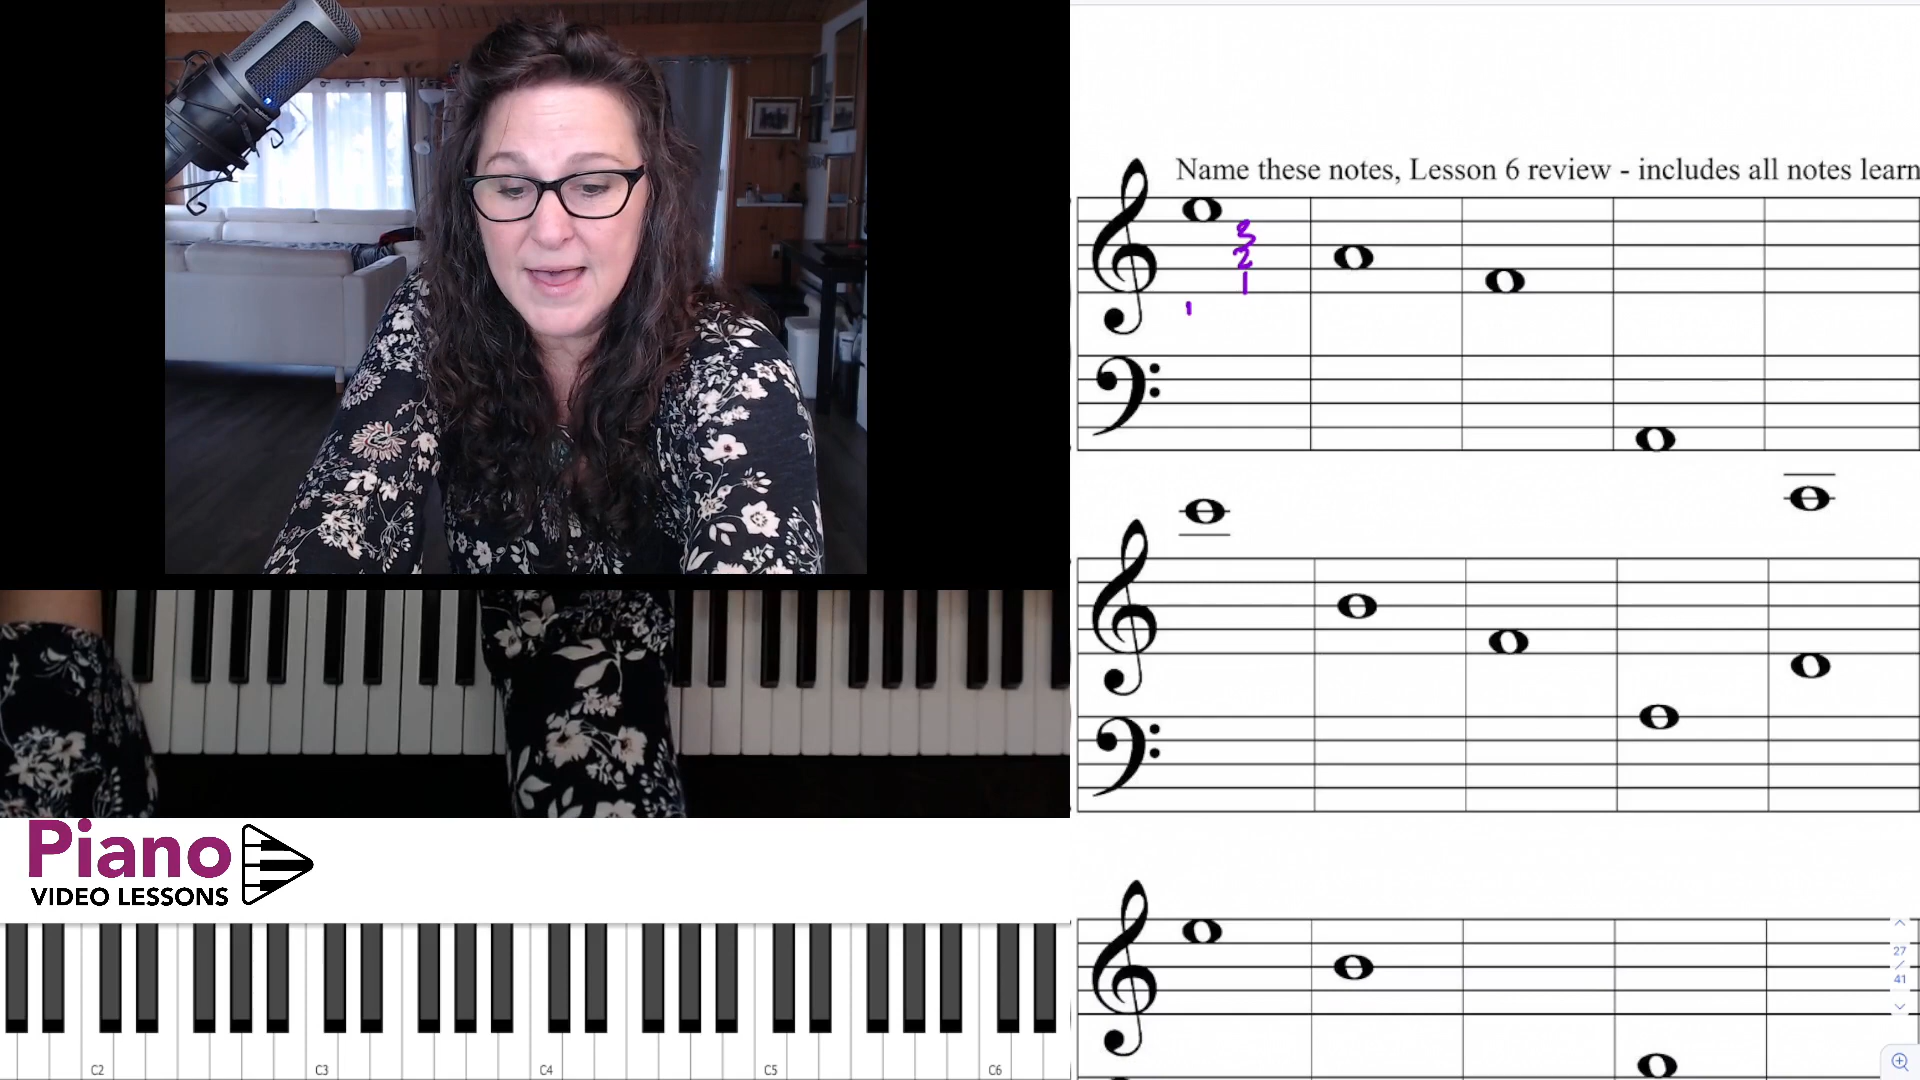 Name these notes, Lesson 6 review - includes all notes learn
3
2
1
1
Piano
VIDEO LESSONS
27
/
41
C2 C3 C4 C5 C6